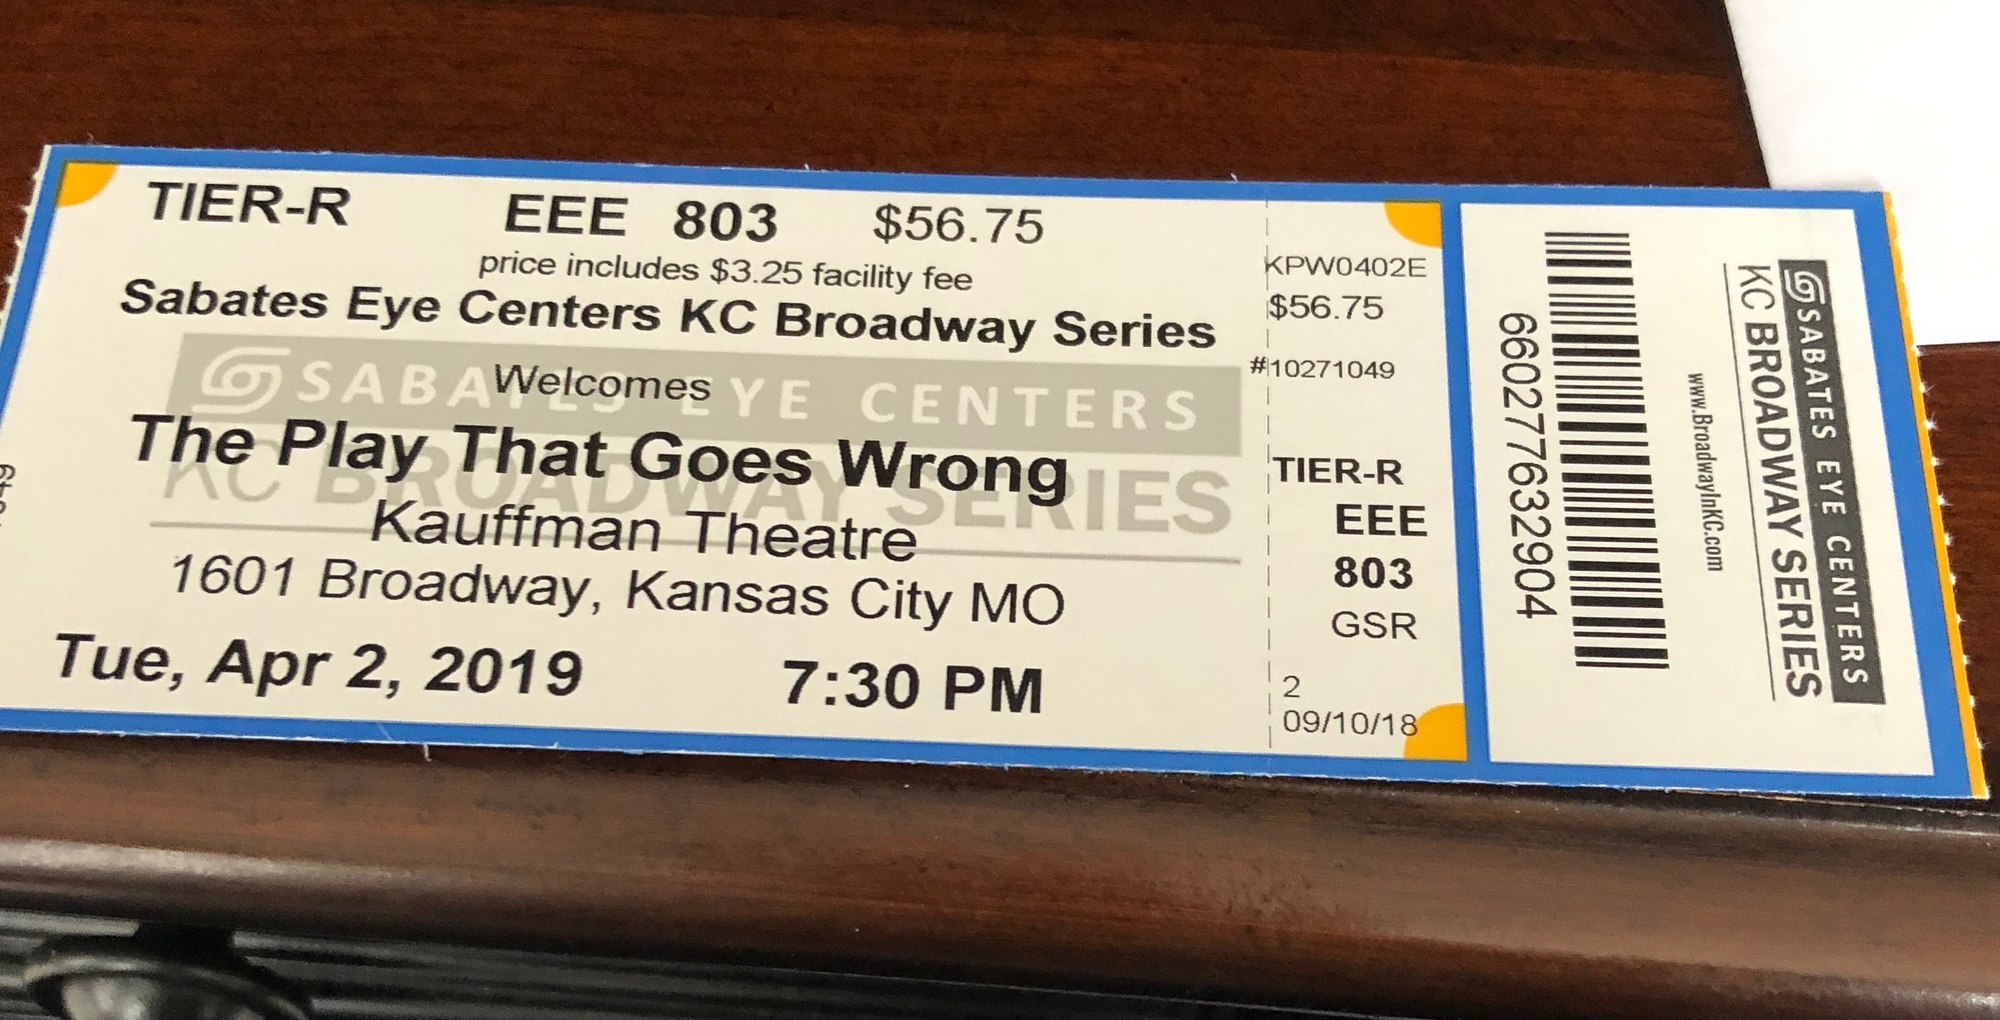 TIER-R EEE 803 $56.75
price includes $3.25 facility fee
Sabates Eye Centers KC Broadway Series
SABATES EYE CENTERS
Welcomes
The Play That Goes Wrong
KC BROADWAY SERIES
Kauffman Theatre
1601 Broadway, Kansas City MO
Tue, Apr 2, 2019 7:30 PM
KPW0402E
$56.75
#10271049
TIER-R
EEE
803
GSR
2
09/10/18
660277632904
www.BroadwayInKC.com
SABATES EYE CENTERS
KC BROADWAY SERIES